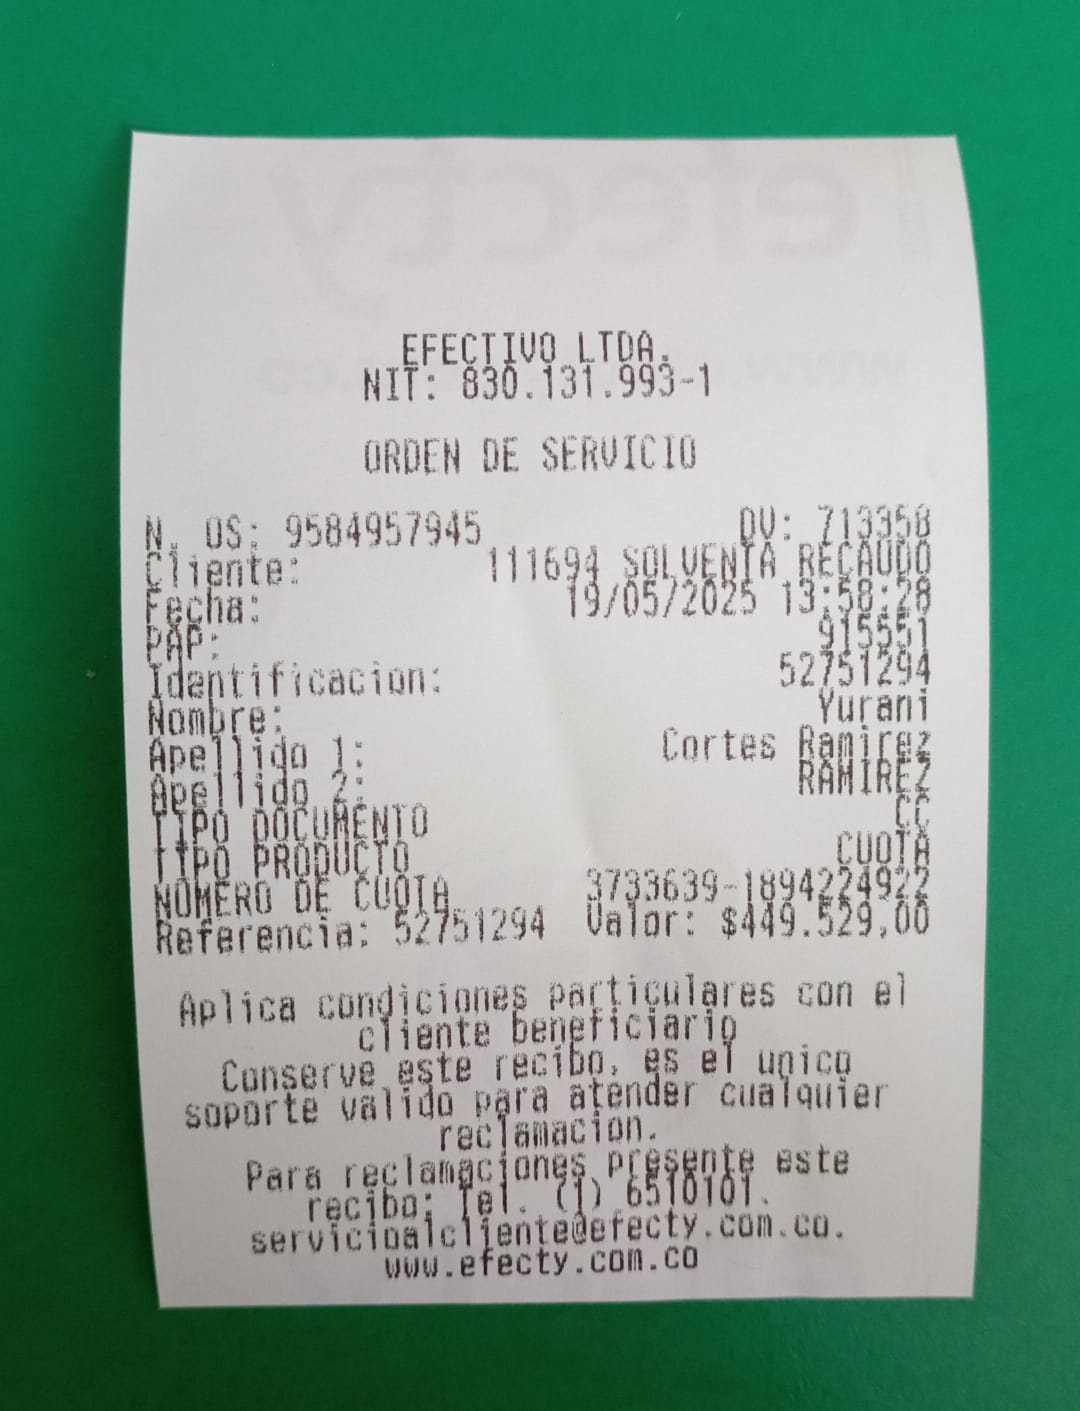 EFECTIVO LTDA.
NIT: 830.131.993-1
ORDEN DE SERVICIO
N. OS: 9584957945 DV: 713358
Cliente: 111694 SOLVENTA RECAUDO
Fecha: 19/05/2025 13:58:28
PAP: 915551
Identificacion: 52751294
Nombre: Yurani
Apellido 1: Cortes Ramirez
Apellido 2: RAMIREZ
TIPO DOCUMENTO CC
TIPO PRODUCTO CUOTA
NUMERO DE CUOTA 3733639-1894224922
Referencia: 52751294 Valor: $449.529,00
Aplica condiciones particulares con el
cliente beneficiario
Conserve este recibo, es el unico
soporte valido para atender cualquier
reclamacion.
Para reclamaciones presente este
recibo: Tel. (1) 6510101.
servicioalcliente@efecty.com.co.
www.efecty.com.co